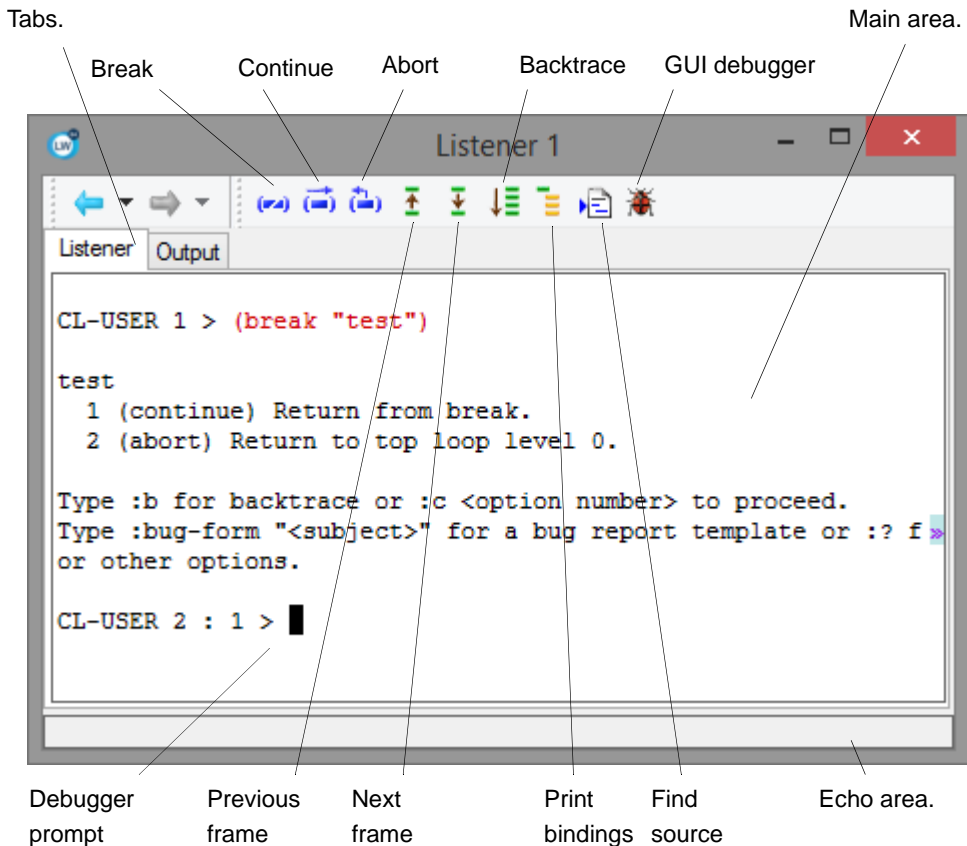 Tabs. Main area.
Break Continue Abort Backtrace GUI debugger
LW
Listener 1
Listener Output
CL-USER 1 > (break "test")
test
1 (continue) Return from break.
2 (abort) Return to top loop level 0.
Type :b for backtrace or :c <option number> to proceed.
Type :bug-form "<subject>" for a bug report template or :? f
or other options.
CL-USER 2 : 1 >
Debugger Previous Next Print Find Echo area.
prompt frame frame bindings source